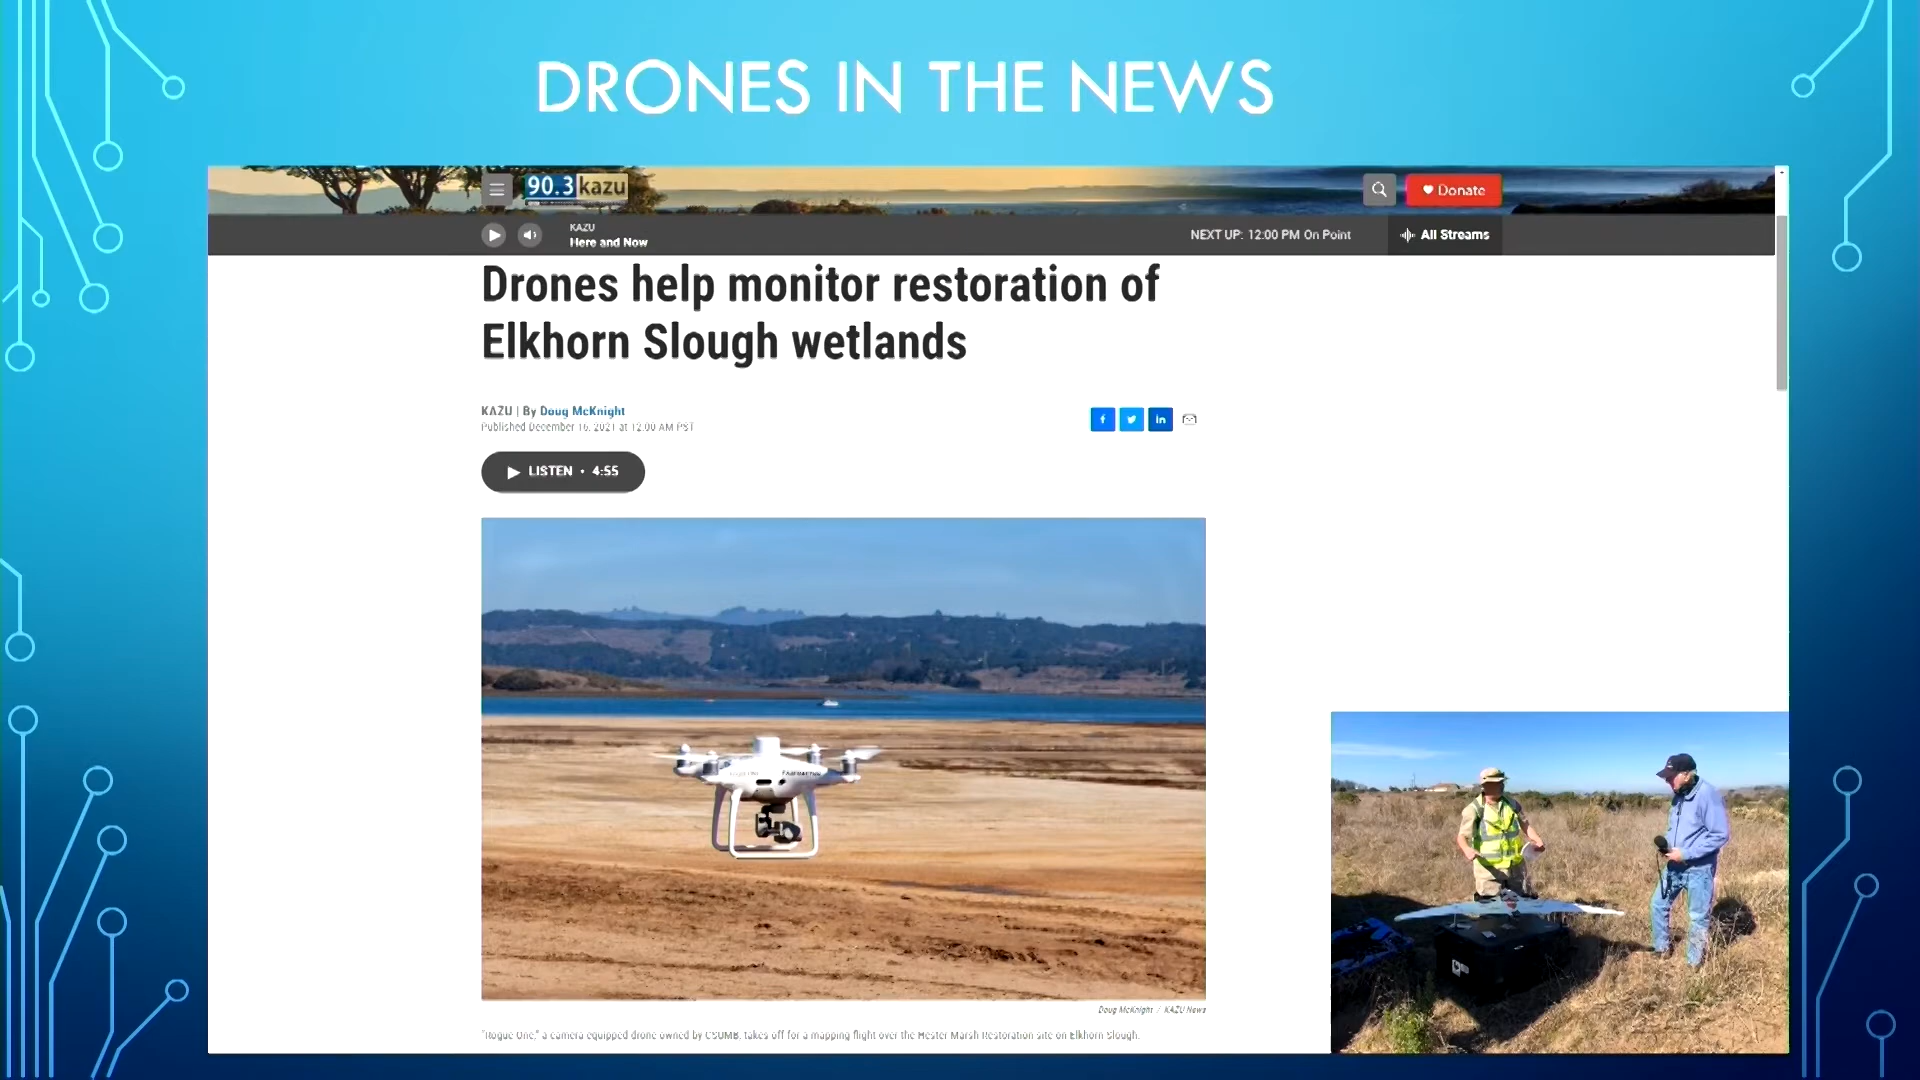 DRONES IN THE NEWS
90.3 kazu
Donate
KAZU
Here and Now
NEXT UP: 12:00 PM On Point
All Streams
Drones help monitor restoration of
Elkhorn Slough wetlands
KAZU | By Doug McKnight
Published December 16, 2021 at 12:00 AM PST
LISTEN • 4:55
Doug McKnight / KAZU News
"Rogue One," a camera equipped drone owned by CSUMB, takes off for a mapping flight over the Hester Marsh Restoration site on Elkhorn Slough.